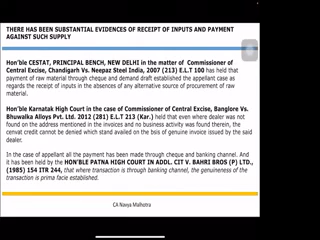 THERE HAS BEEN SUBSTANTIAL EVIDENCES OF RECEIPT OF INPUTS AND PAYMENT
AGAINST SUCH SUPPLY
Hon'ble CESTAT, PRINCIPAL BENCH, NEW DELHI in the matter of Commissioner
of Central Excise, Chandigarh Vs. Neepaz Steel India, 2007 (213) E.L.T 100 has held
that payment of raw material through cheque and demand draft established the appellant case as
regards the receipt of inputs in the absences of any alternative source of procurement of raw
material.
Hon'ble Karnatak High Court in the case of Commissioner of Central Excise, Banglore Vs.
Bhuwalka Alloys Pvt. Ltd. 2012 (281) E.L.T 213 (Kar.) held that even where dealer was not
found on the address mentioned in the invoices and no business activity was found therein, the
cenvat credit cannot be denied which stand availed on the bsis of genuine issued by the said
dealer.
In the case of appellant all the payment has been made through cheque and banking channel. And
it has been held by the HON'BLE PATNA HIGH COURT IN ADDL. CIT V. BAHRI BROS (P) LTD.,
(1985) 154 ITR 244, that where transaction is through banking channel, the genuineness of the
transaction is prima facie established.
CA Navya Malhotra